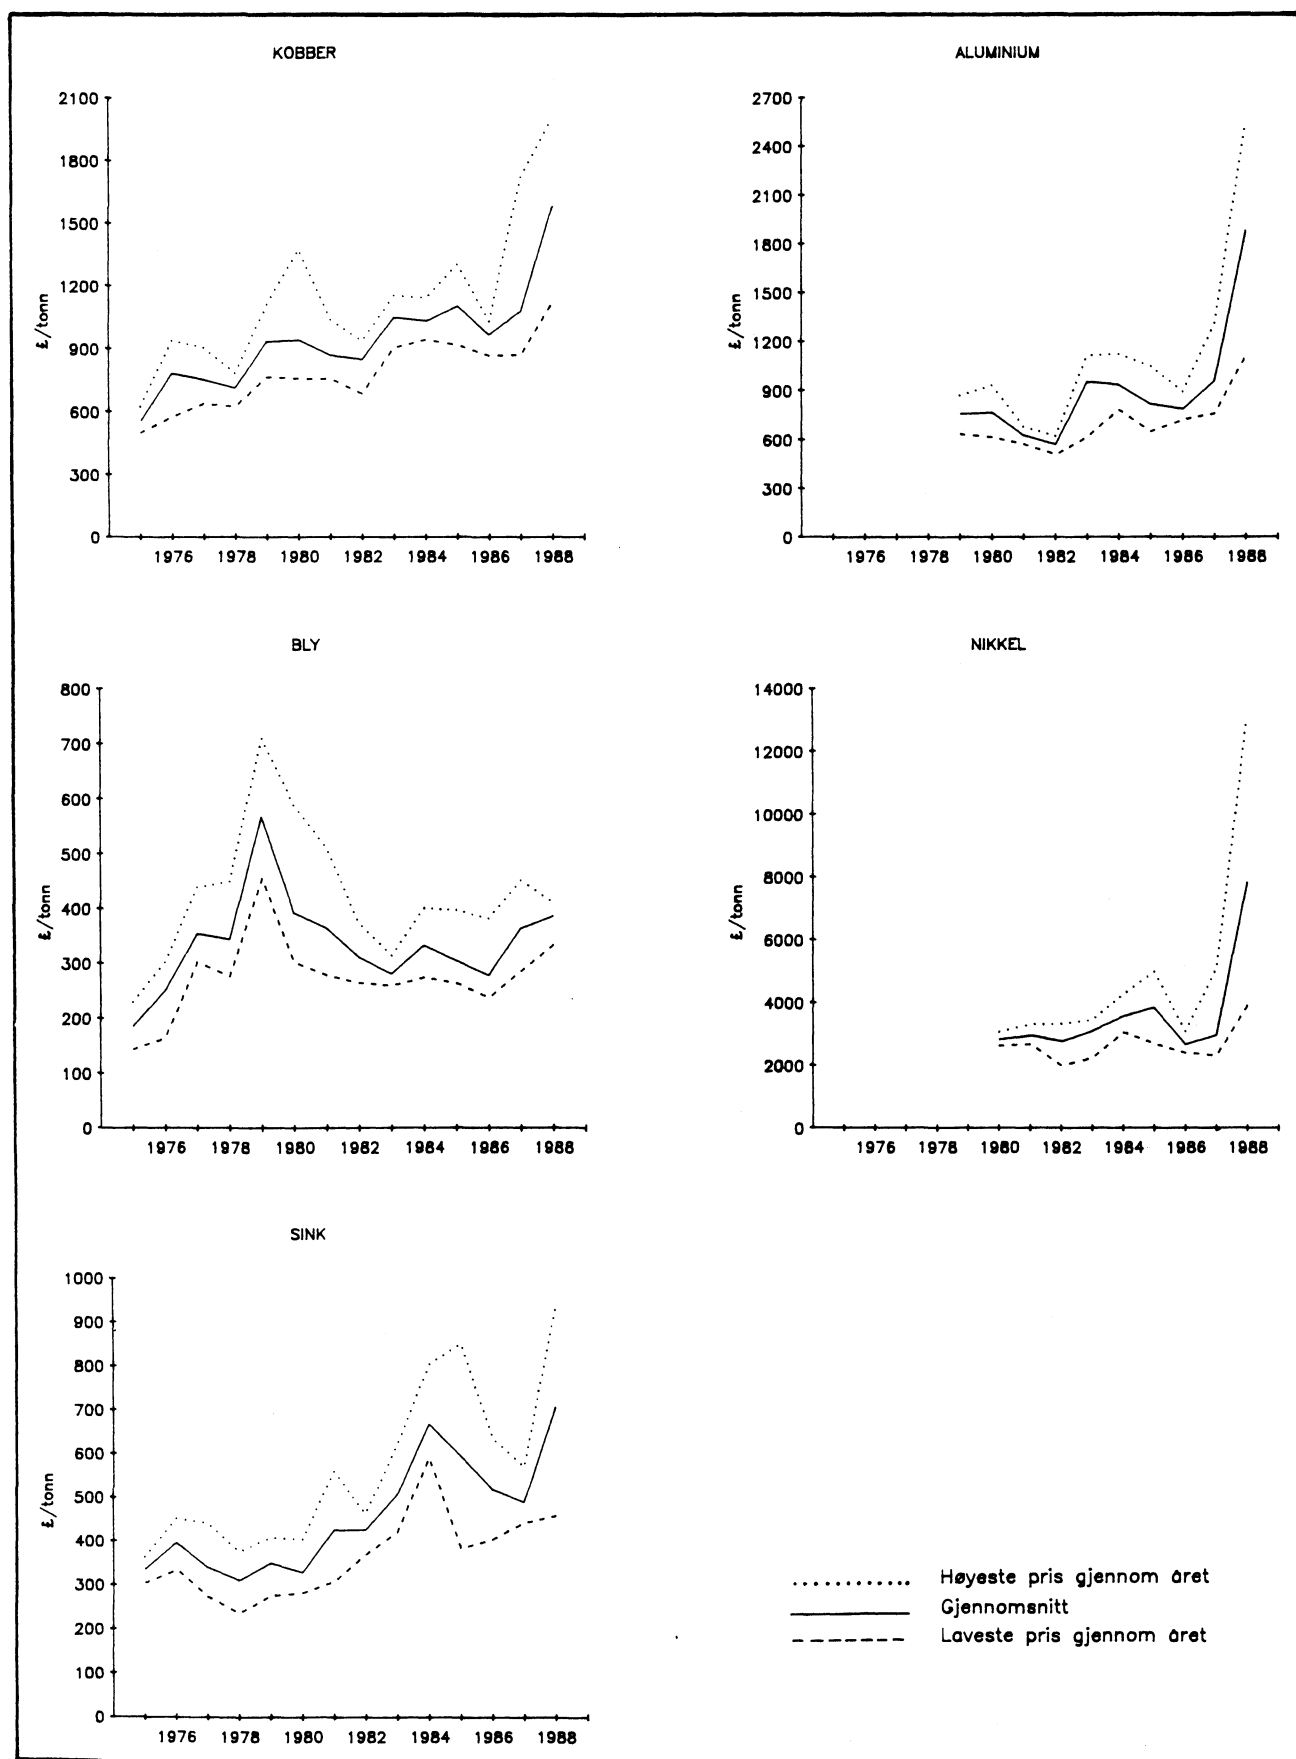 KOBBER
2100
1800
1500
1200
900
600
300
0
£/tonn
1976 1978 1980 1982 1984 1986 1988
ALUMINIUM
2700
2400
2100
1800
1500
1200
900
600
300
0
£/tonn
1976 1978 1980 1982 1984 1986 1988
BLY
800
700
600
500
400
300
200
100
0
£/tonn
1976 1978 1980 1982 1984 1986 1988
NIKKEL
14000
12000
10000
8000
6000
4000
2000
0
£/tonn
1976 1978 1980 1982 1984 1986 1988
SINK
1000
900
800
700
600
500
400
300
200
100
0
£/tonn
1976 1978 1980 1982 1984 1986 1988
Høyeste pris gjennom året
Gjennomsnitt
Laveste pris gjennom året